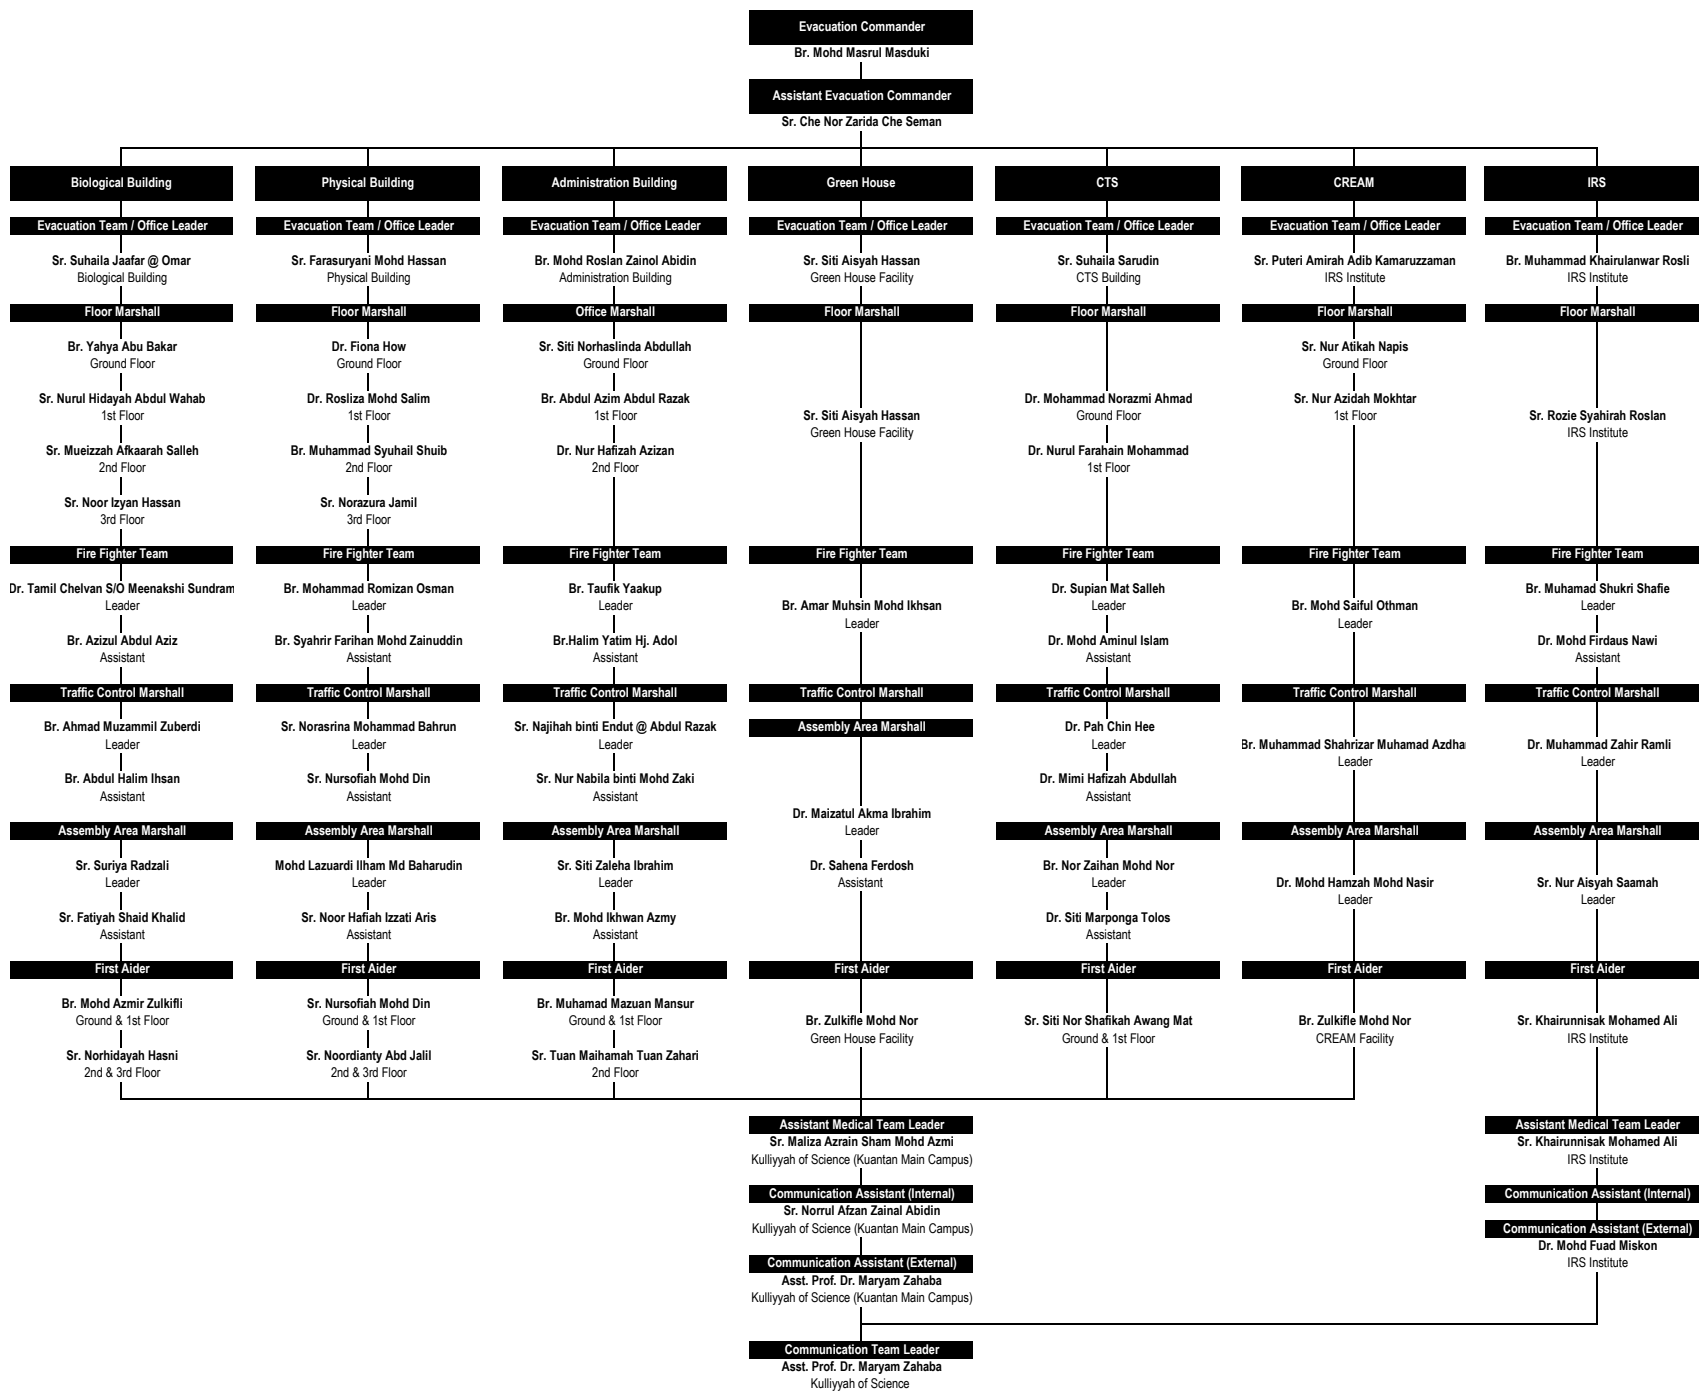 Evacuation Commander
Br. Mohd Masrul Masduki
Assistant Evacuation Commander
Sr. Che Nor Zarida Che Seman
Biological Building
Evacuation Team / Office Leader
Sr. Suhaila Jaafar @ Omar
Biological Building
Floor Marshall
Br. Yahya Abu Bakar
Ground Floor
Sr. Nurul Hidayah Abdul Wahab
1st Floor
Sr. Mueizzah Afkaarah Salleh
2nd Floor
Sr. Noor Izyan Hassan
3rd Floor
Fire Fighter Team
Dr. Tamil Chelvan S/O Meenakshi Sundram
Leader
Br. Azizul Abdul Aziz
Assistant
Traffic Control Marshall
Br. Ahmad Muzammil Zuberdi
Leader
Br. Abdul Halim Ihsan
Assistant
Assembly Area Marshall
Sr. Suriya Radzali
Leader
Sr. Fatiyah Shaid Khalid
Assistant
First Aider
Br. Mohd Azmir Zulkifli
Ground & 1st Floor
Sr. Norhidayah Hasni
2nd & 3rd Floor
Physical Building
Evacuation Team / Office Leader
Sr. Farasuryani Mohd Hassan
Physical Building
Floor Marshall
Dr. Fiona How
Ground Floor
Dr. Rosliza Mohd Salim
1st Floor
Br. Muhammad Syuhail Shuib
2nd Floor
Sr. Norazura Jamil
3rd Floor
Fire Fighter Team
Br. Mohammad Romizan Osman
Leader
Br. Syahrir Farihan Mohd Zainuddin
Assistant
Traffic Control Marshall
Sr. Norasrina Mohammad Bahrun
Leader
Sr. Nursofiah Mohd Din
Assistant
Assembly Area Marshall
Mohd Lazuardi Ilham Md Baharudin
Leader
Sr. Noor Hafiah Izzati Aris
Assistant
First Aider
Sr. Nursofiah Mohd Din
Ground & 1st Floor
Sr. Noordianty Abd Jalil
2nd & 3rd Floor
Administration Building
Evacuation Team / Office Leader
Br. Mohd Roslan Zainol Abidin
Administration Building
Office Marshall
Sr. Siti Norhaslinda Abdullah
Ground Floor
Br. Abdul Azim Abdul Razak
1st Floor
Dr. Nur Hafizah Azizan
2nd Floor
Fire Fighter Team
Br. Taufik Yaakup
Leader
Br.Halim Yatim Hj. Adol
Assistant
Traffic Control Marshall
Sr. Najihah binti Endut @ Abdul Razak
Leader
Sr. Nur Nabila binti Mohd Zaki
Assistant
Assembly Area Marshall
Sr. Siti Zaleha Ibrahim
Leader
Br. Mohd Ikhwan Azmy
Assistant
First Aider
Br. Muhamad Mazuan Mansur
Ground & 1st Floor
Sr. Tuan Maihamah Tuan Zahari
2nd Floor
Green House
Evacuation Team / Office Leader
Sr. Siti Aisyah Hassan
Green House Facility
Floor Marshall
Sr. Siti Aisyah Hassan
Green House Facility
Fire Fighter Team
Br. Amar Muhsin Mohd Ikhsan
Leader
Traffic Control Marshall
Assembly Area Marshall
Dr. Maizatul Akma Ibrahim
Leader
Dr. Sahena Ferdosh
Assistant
First Aider
Br. Zulkifle Mohd Nor
Green House Facility
CTS
Evacuation Team / Office Leader
Sr. Suhaila Sarudin
CTS Building
Floor Marshall
Dr. Mohammad Norazmi Ahmad
Ground Floor
Dr. Nurul Farahain Mohammad
1st Floor
Fire Fighter Team
Dr. Supian Mat Salleh
Leader
Dr. Mohd Aminul Islam
Assistant
Traffic Control Marshall
Dr. Pah Chin Hee
Leader
Dr. Mimi Hafizah Abdullah
Assistant
Assembly Area Marshall
Br. Nor Zaihan Mohd Nor
Leader
Dr. Siti Marponga Tolos
Assistant
First Aider
Sr. Siti Nor Shafikah Awang Mat
Ground & 1st Floor
CREAM
Evacuation Team / Office Leader
Sr. Puteri Amirah Adib Kamaruzzaman
IRS Institute
Floor Marshall
Sr. Nur Atikah Napis
Ground Floor
Sr. Nur Azidah Mokhtar
1st Floor
Fire Fighter Team
Br. Mohd Saiful Othman
Leader
Traffic Control Marshall
Br. Muhammad Shahrizar Muhamad Azdha
Leader
Assembly Area Marshall
Dr. Mohd Hamzah Mohd Nasir
Leader
First Aider
Br. Zulkifle Mohd Nor
CREAM Facility
IRS
Evacuation Team / Office Leader
Br. Muhammad Khairulanwar Rosli
IRS Institute
Floor Marshall
Sr. Rozie Syahirah Roslan
IRS Institute
Fire Fighter Team
Br. Muhamad Shukri Shafie
Leader
Dr. Mohd Firdaus Nawi
Assistant
Traffic Control Marshall
Dr. Muhammad Zahir Ramli
Leader
Assembly Area Marshall
Sr. Nur Aisyah Saamah
Leader
First Aider
Sr. Khairunnisak Mohamed Ali
IRS Institute
Assistant Medical Team Leader
Sr. Maliza Azrain Sham Mohd Azmi
Kulliyyah of Science (Kuantan Main Campus)
Communication Assistant (Internal)
Sr. Norrul Afzan Zainal Abidin
Kulliyyah of Science (Kuantan Main Campus)
Communication Assistant (External)
Asst. Prof. Dr. Maryam Zahaba
Kulliyyah of Science (Kuantan Main Campus)
Assistant Medical Team Leader
Sr. Khairunnisak Mohamed Ali
IRS Institute
Communication Assistant (Internal)
Communication Assistant (External)
Dr. Mohd Fuad Miskon
IRS Institute
Communication Team Leader
Asst. Prof. Dr. Maryam Zahaba
Kulliyyah of Science